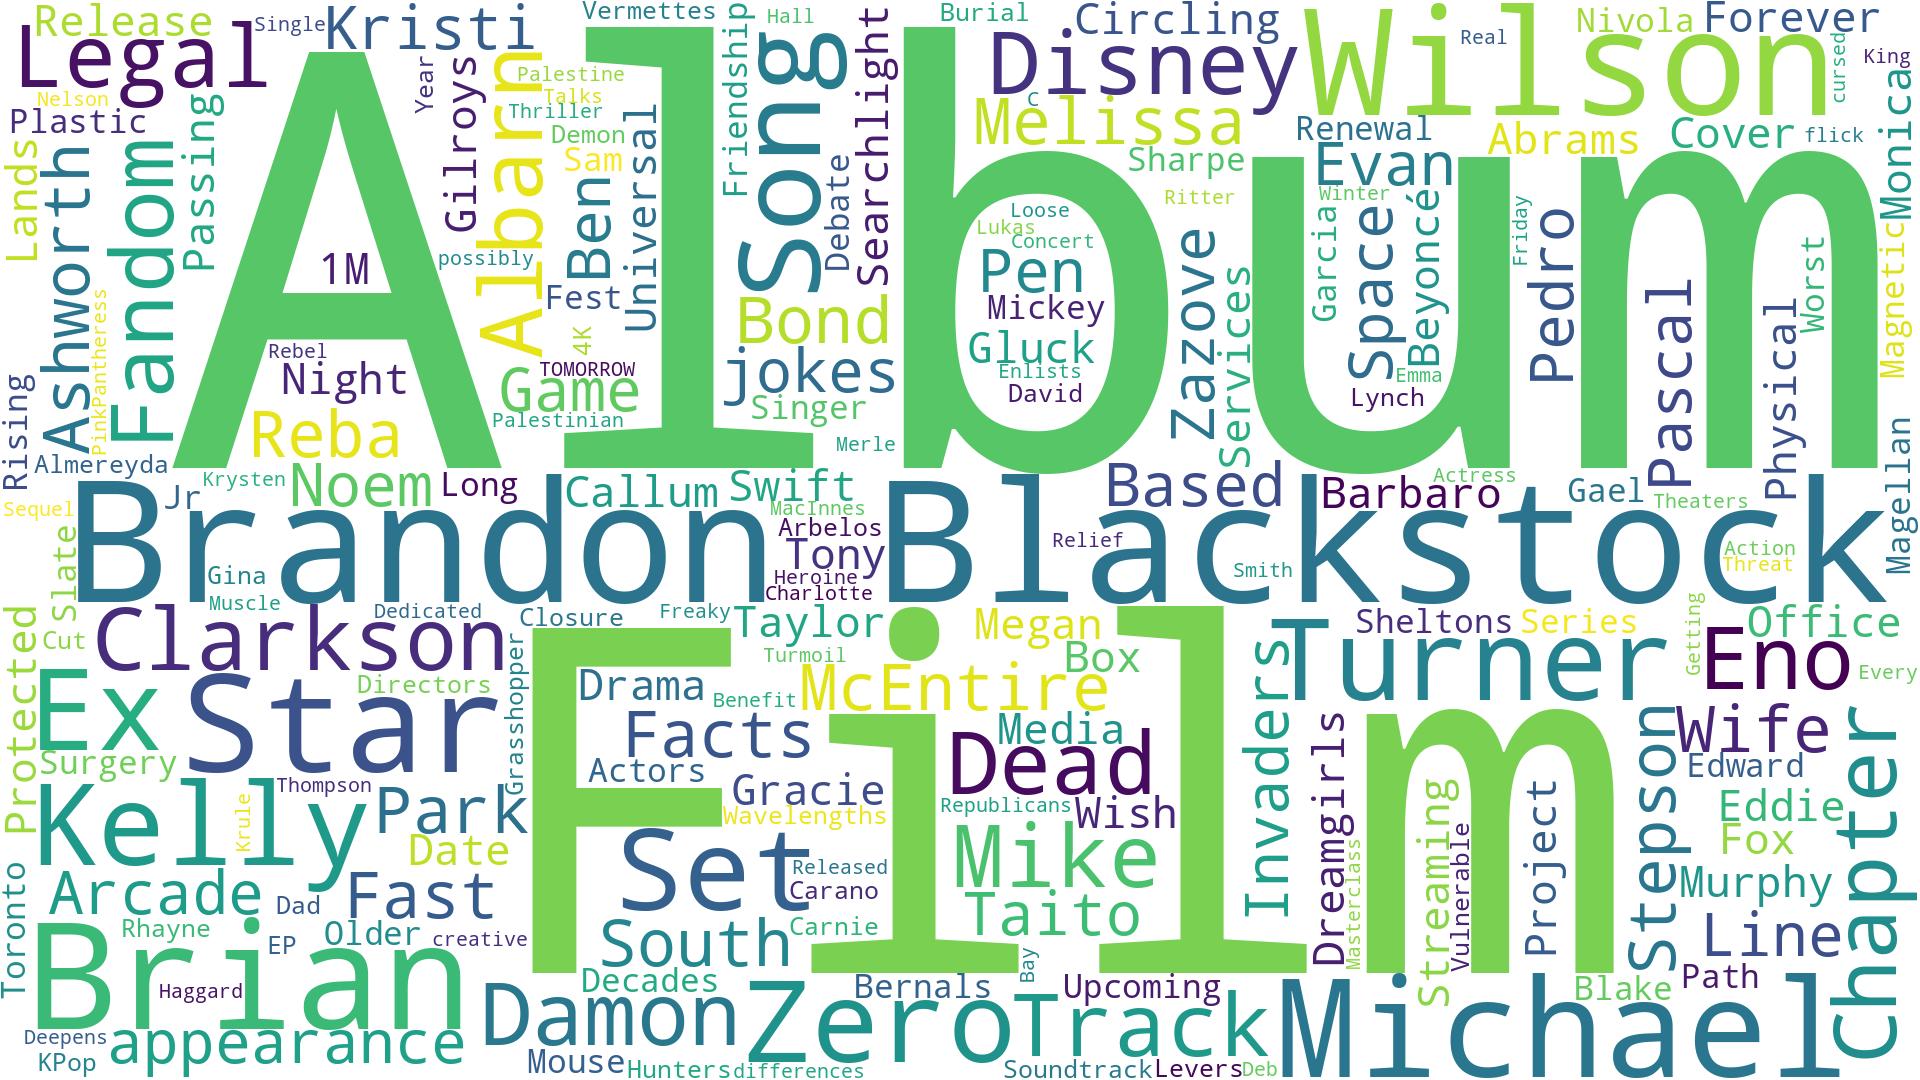 Release
Single
Kristi
Vermettes
Friendship
Hall
Burial
Circling
Wilson
Nivola
Forever
Legal
Song
Disney
Real
cursed
King
Nelson
Year
Gilroys
Albarn
Palestine
Talks
Thriller
Demon
Sam
Universal
Searchlight
C
Melissa
Renewal
Abrams
Cover
flick
Monica
Plastic
Passing
Album
Lands
Ashworth
Fandom
PinkPantheress
1M
possibly
Ben
Fest
4K
Debate
Sharpe
Ritter
Evan
Winter
Garcia
Space
Beyoncé
Friday
Pedro
Pascal
Physical
Worst
Magnetic
Loose
Lukas
Concert
Pen
Mickey
Gluck
Enlists
David
Zazove
Services
Emma
Lynch
Bond
jokes
Singer
Merle
Rebel
Night
TOMORROW
Game
Palestinian
Reba
Rising
Almereyda
Krysten
Noem
Long
Callum
Swift
MacInnes
Based
Barbaro
Actress
Gael
Theaters
Magellan
Sequel
Jr
Brandon
Arbelos
Tony
Heroine
Charlotte
Blackstock
Relief
Smith
Action
Threat
Slate
Gina
Muscle
Dedicated
Closure
Freaky
Taylor
Megan
Sheltons
Series
Getting
Office
Cut
Clarkson
Grasshopper
Film
Turmoil
Box
Invaders
Turner
Eno
Every
Protected
Ex
Directors
Star
Drama
Benefit
McEntire
Facts
Media
Dead
Stepson
Wife
Chapter
Surgery
Thompson
Actors
Gracie
Wavelengths
Republicans
Wish
Dreamgirls
Streaming
Masterclass
Vulnerable
Project
Edward
Eddie
Fox
Kelly
Krule
Park
Date
Set
Released
Carano
Mike
Murphy
Arcade
Dad
Fast
Carnie
Taito
Line
Toronto
Rhayne
EP
Older
creative
South
Bay
Brian
Haggard
Decades
Bernals
Upcoming
Blake
Path
Deepens
appearance
Damon
Zero
Track
Michael
KPop
Mouse
Hunters
differences
Soundtrack
Levers
Deb